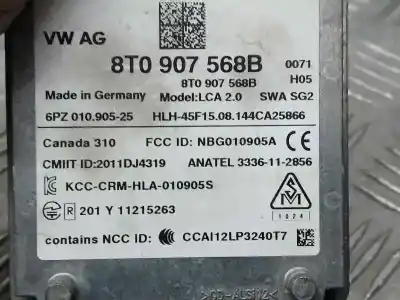 VW AG
8T0 907 568B 0071
8T0 907 568B H05
Made in Germany Model:LCA 2.0 SWA SG2
6PZ 010.905-25 HLH-45F15.08.144CA25866
Canada 310 FCC ID: NBG010905A CE
CMIIT ID:2011DJ4319 ANATEL 3336-11-2856
KCC-CRM-HLA-010905S
R 201 Y 11215263
1024
contains NCC ID: CCAI12LP3240T7